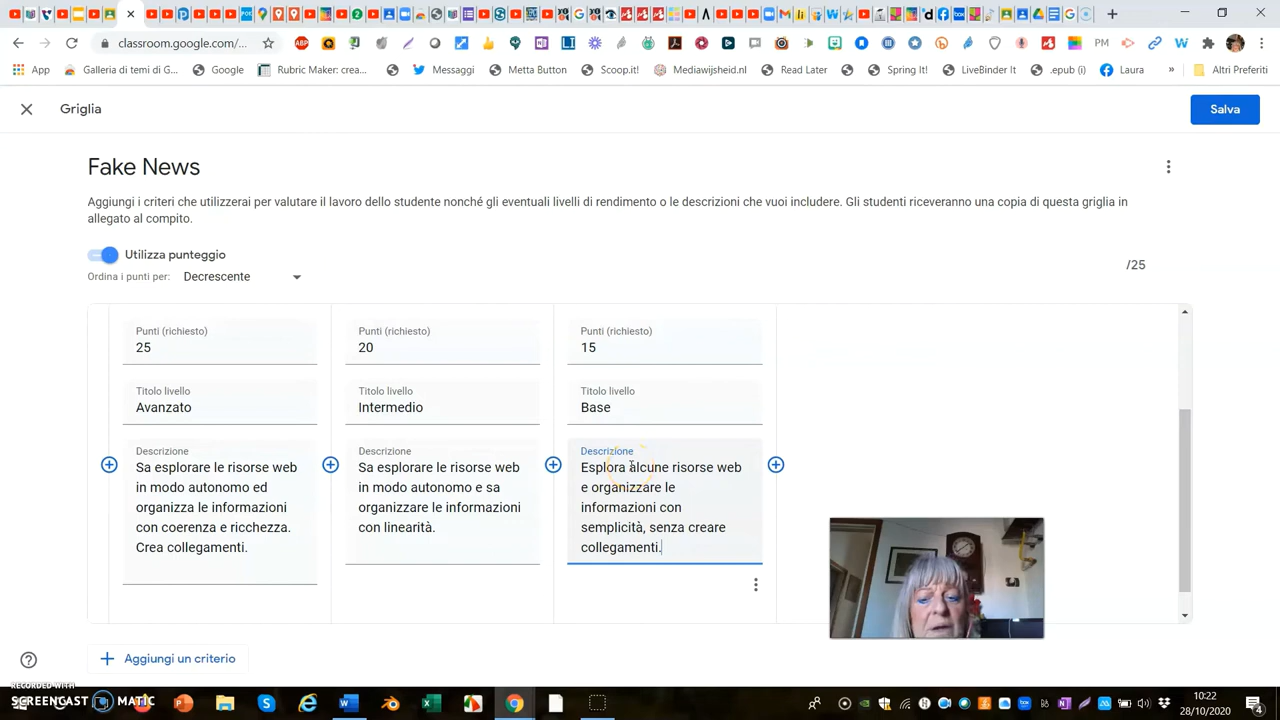 classroom.google.com/...
ABP
PM
App
Galleria di temi di G...
Google
Rubric Maker: crea...
Messaggi
Metta Button
Scoop.it!
Mediawijsheid.nl
Read Later
Spring It!
LiveBinder It
.epub (i)
Laura
»
Altri Preferiti
Griglia
Salva
Fake News
Aggiungi i criteri che utilizzerai per valutare il lavoro dello studente nonché gli eventuali livelli di rendimento o le descrizioni che vuoi includere. Gli studenti riceveranno una copia di questa griglia in
allegato al compito.
Utilizza punteggio
Ordina i punti per: Decrescente
/25
Punti (richiesto)
25
Titolo livello
Avanzato
Descrizione
Sa esplorare le risorse web
in modo autonomo ed
organizza le informazioni
con coerenza e ricchezza.
Crea collegamenti.
Punti (richiesto)
20
Titolo livello
Intermedio
Descrizione
Sa esplorare le risorse web
in modo autonomo e sa
organizzare le informazioni
con linearità.
Punti (richiesto)
15
Titolo livello
Base
Descrizione
Esplora alcune risorse web
e organizzare le
informazioni con
semplicità, senza creare
collegamenti.
Aggiungi un criterio
RECORDED WITH
SCREENCAST MATIC
10:22
28/10/2020
4